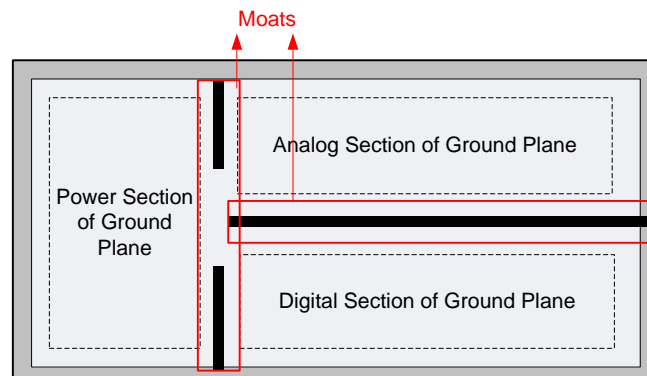 Moats
Analog Section of Ground Plane
Power Section
of Ground
Plane
Digital Section of Ground Plane